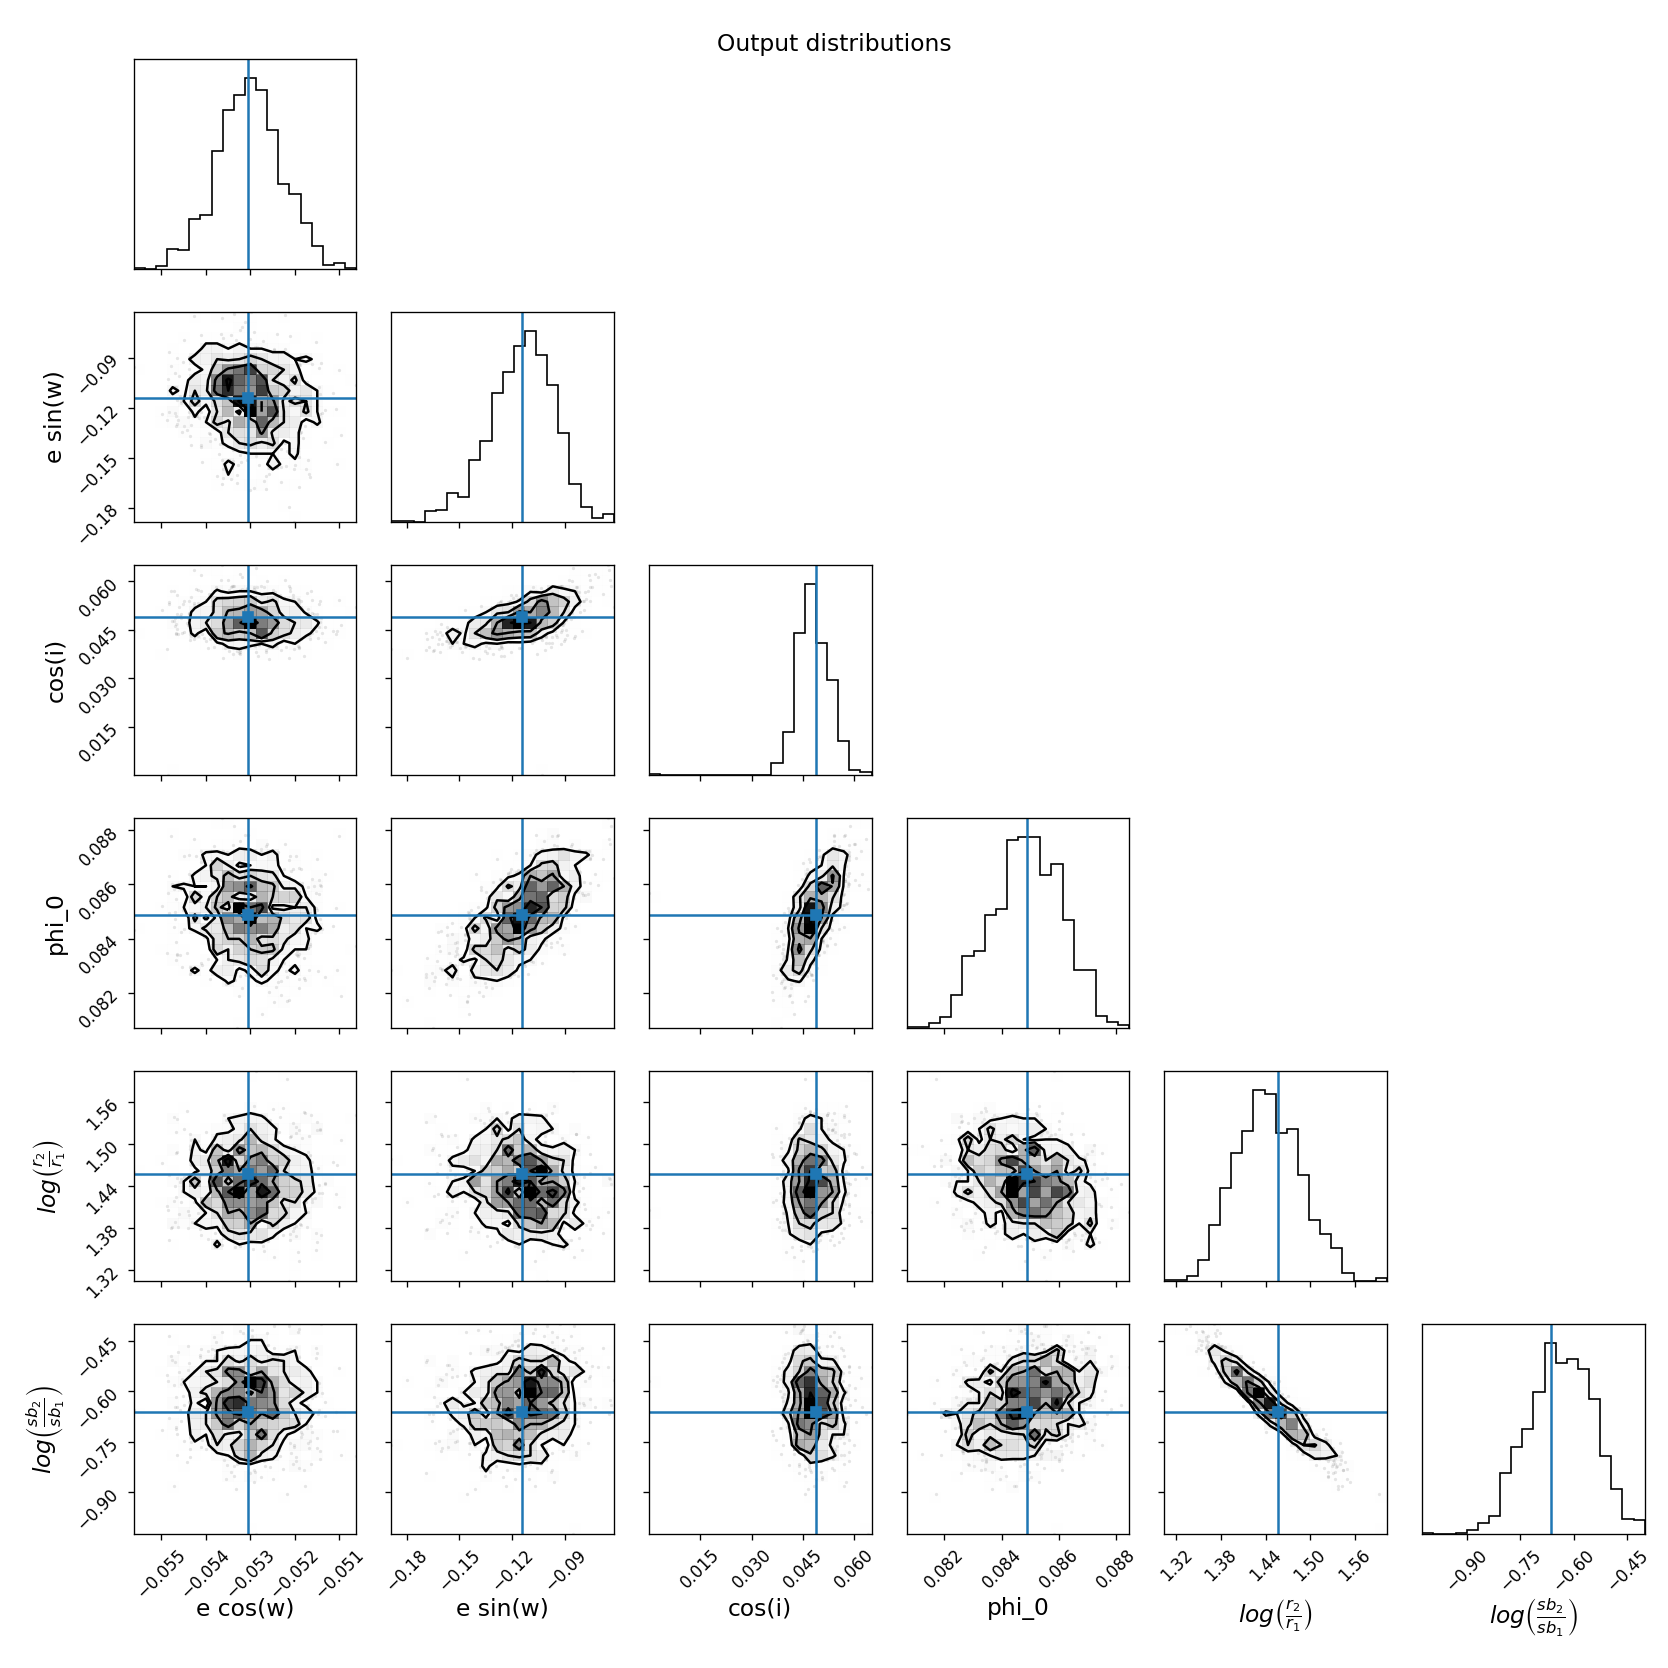 Output distributions
e sin(w)
−0.09
−0.12
−0.15
−0.18
cos(i)
0.060
0.045
0.030
0.015
phi_0
0.088
0.086
0.084
0.082
log(r₂/r₁)
1.56
1.50
1.44
1.38
1.32
log(sb₂/sb₁)
−0.45
−0.60
−0.75
−0.90
−0.055 −0.054 −0.053 −0.052 −0.051
e cos(w)
−0.18 −0.15 −0.12 −0.09
e sin(w)
0.015 0.030 0.045 0.060
cos(i)
0.082 0.084 0.086 0.088
phi_0
1.32 1.38 1.44 1.50 1.56
log(r₂/r₁)
−0.90 −0.75 −0.60 −0.45
log(sb₂/sb₁)